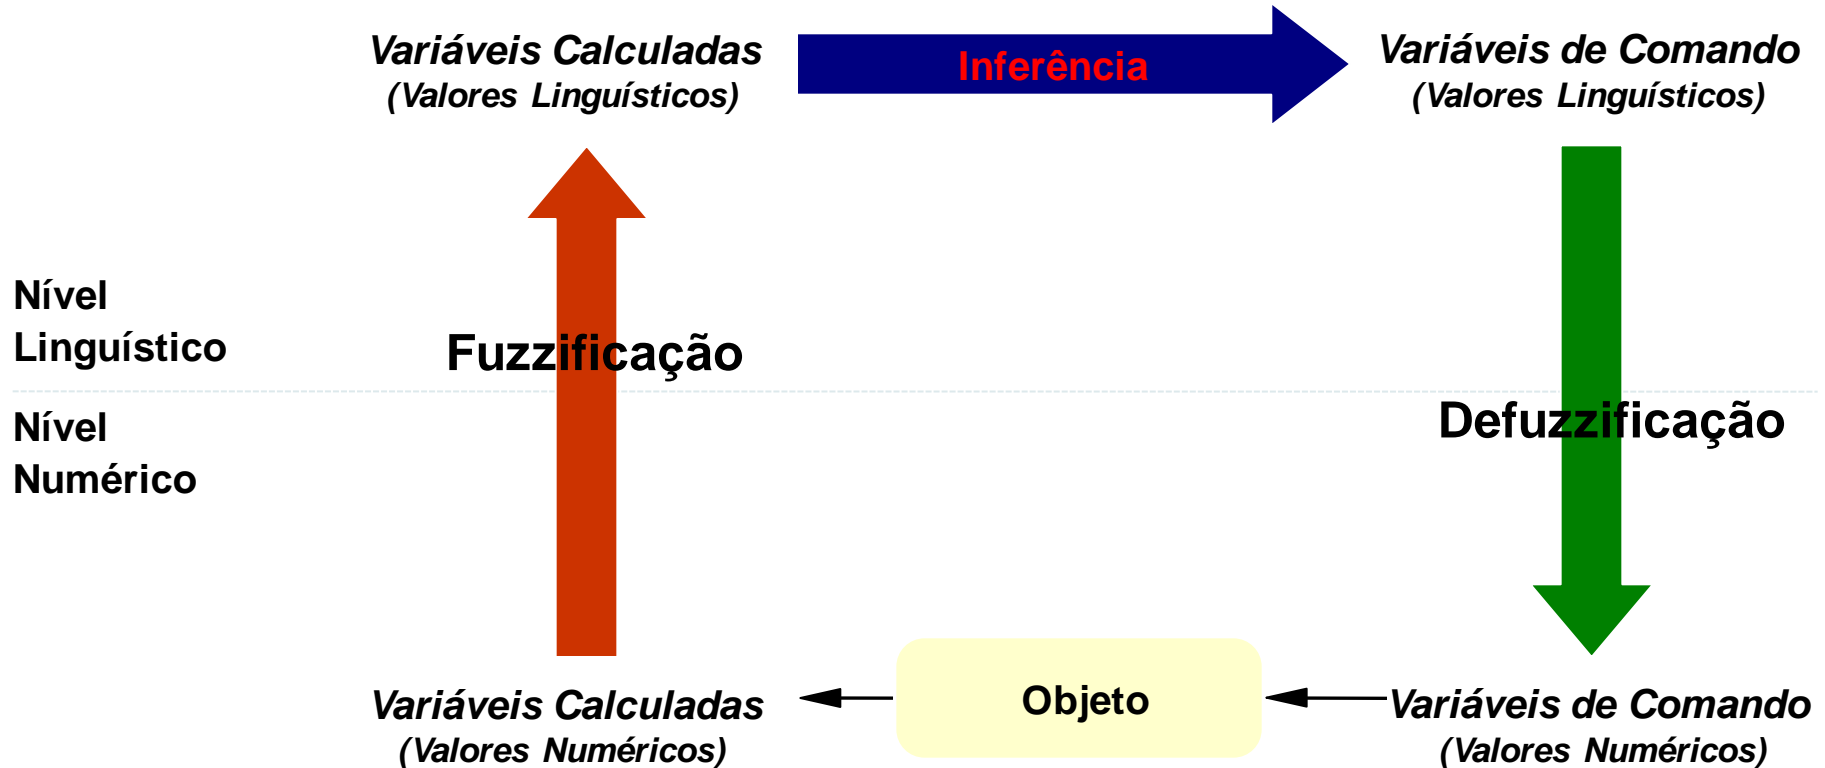 Variáveis Calculadas
(Valores Linguísticos)
Inferência
Variáveis de Comando
(Valores Linguísticos)
Nível
Linguístico
Fuzzificação
Nível
Numérico
Defuzzificação
Variáveis Calculadas
(Valores Numéricos)
Objeto
Variáveis de Comando
(Valores Numéricos)